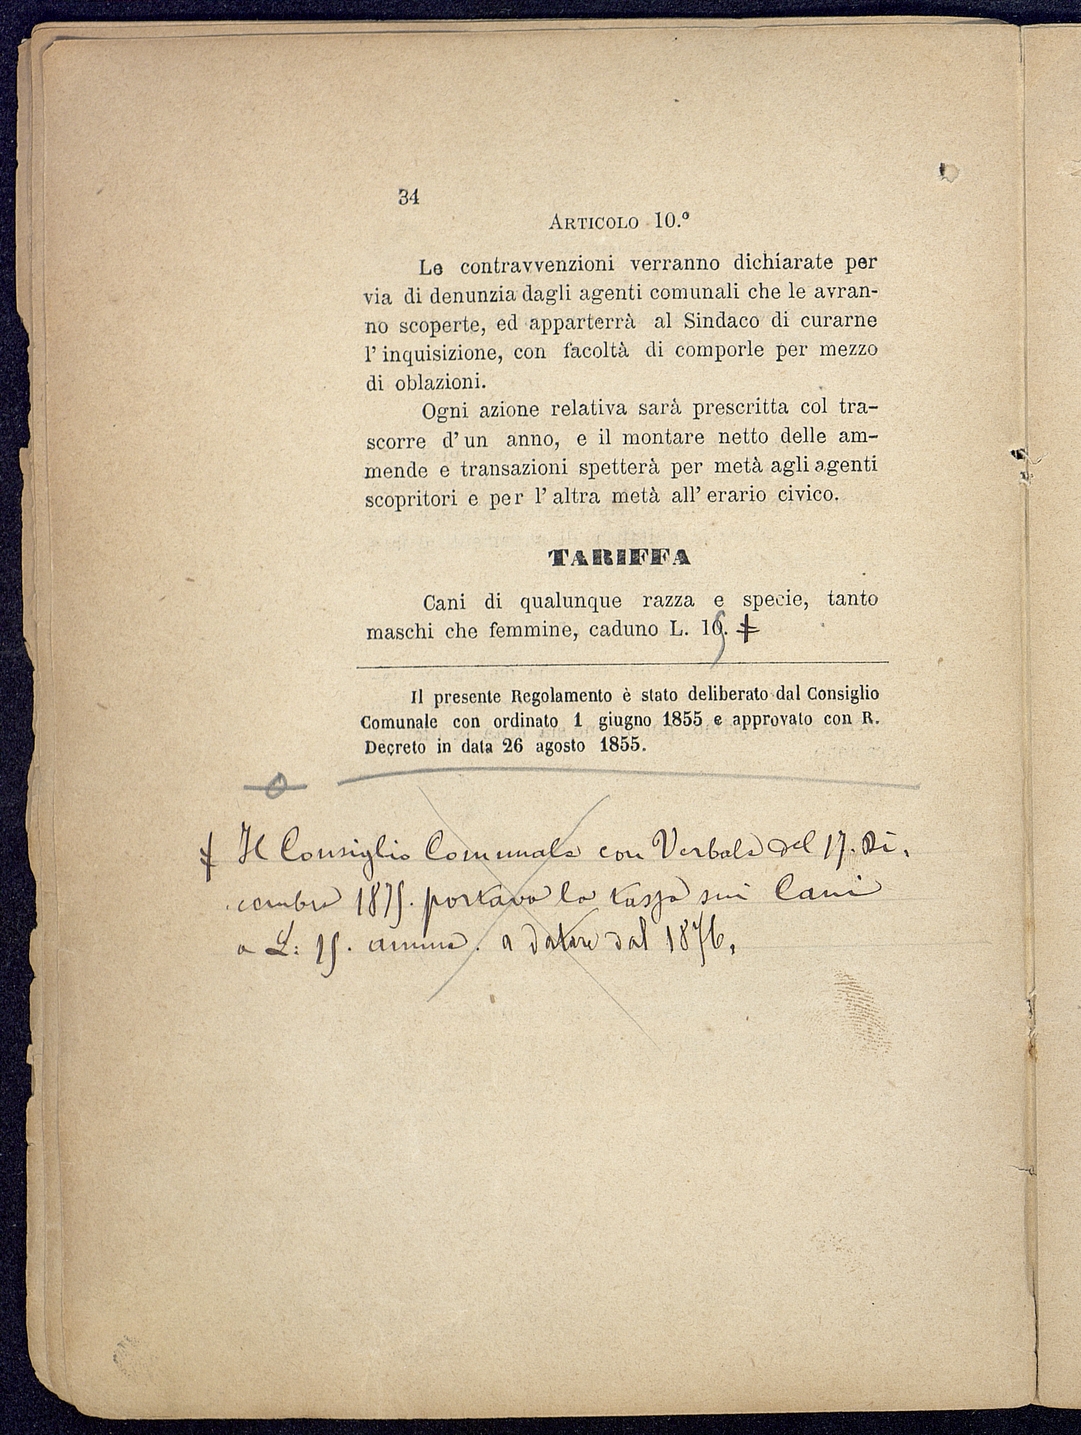 34
ARTICOLO 10.º
Le contravvenzioni verranno dichiarate per
via di denunzia dagli agenti comunali che le avran-
no scoperte, ed apparterrà al Sindaco di curarne
l' inquisizione, con facoltà di comporle per mezzo
di oblazioni.
Ogni azione relativa sarà prescritta col tra-
scorre d' un anno, e il montare netto delle am-
mende e transazioni spetterà per metà agli agenti
scopritori e per l' altra metà all' erario civico.
TARIFFA
Cani di qualunque razza e specie, tanto
maschi che femmine, caduno L. 15. ǂ
Il presente Regolamento è stato deliberato dal Consiglio
Comunale con ordinato 1 giugno 1855 e approvato con R.
Decreto in data 26 agosto 1855.
ǂ Il Consiglio Comunale con Verbale del 17. Di,
cembre 1875. portava la tassa sui Cani
a L: 15. annue. a datare dal 1876.